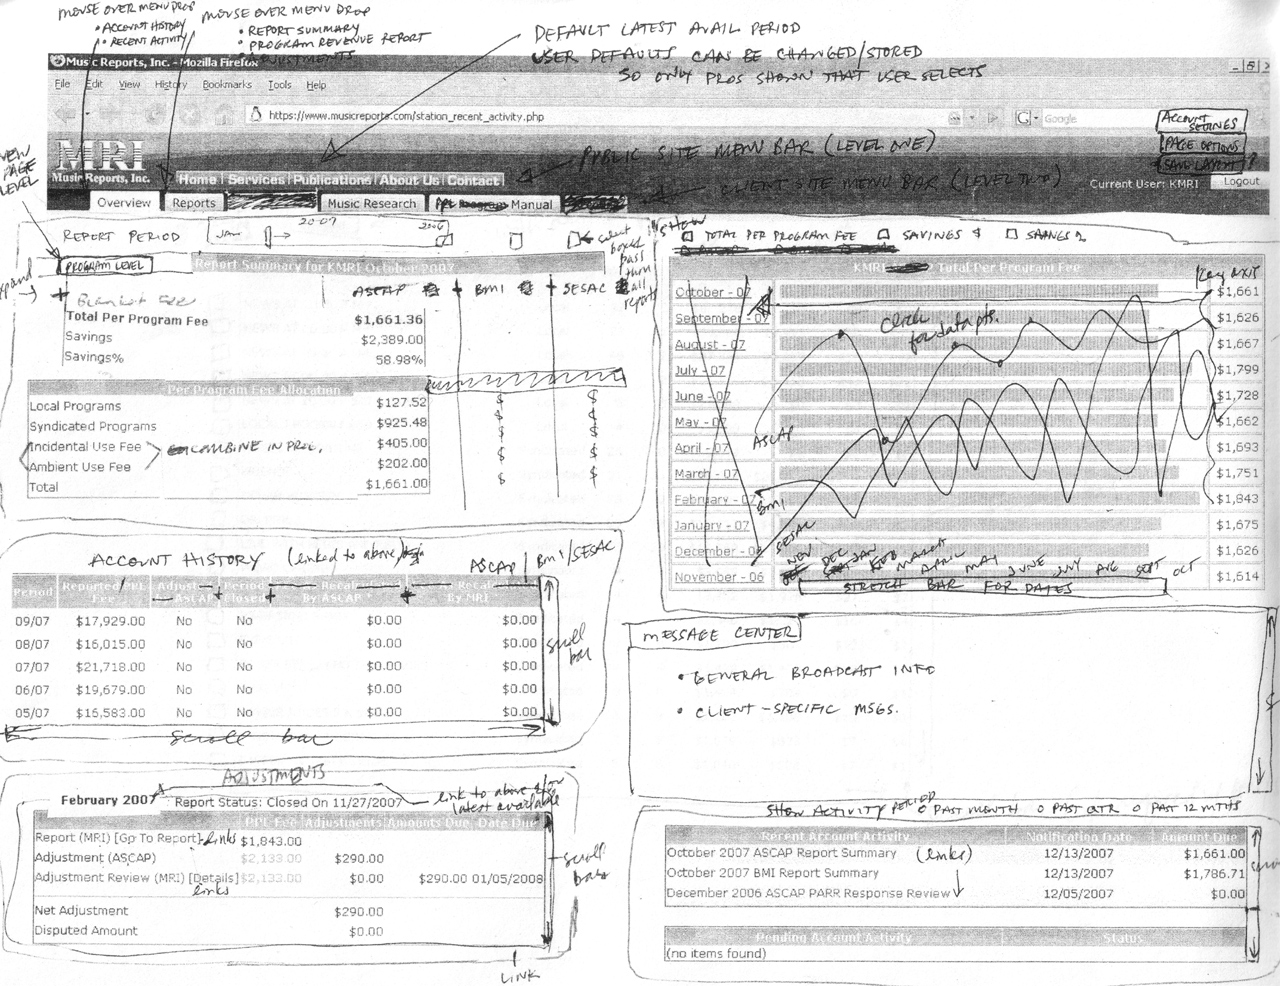 MOUSE OVER MENU DROP
• ACCOUNT HISTORY
• RECENT ACTIVITY
MOUSE OVER MENU DROP
• REPORT SUMMARY
• PROGRAM REVENUE REPORT
• ADJUSTMENTS
DEFAULT LATEST AVAIL PERIOD
USER DEFAULTS CAN BE CHANGED/STORED
SO ONLY PROS SHOWN THAT USER SELECTS
Music Reports, Inc. - Mozilla Firefox
File Edit View History Bookmarks Tools Help
https://www.musicreports.com/station_recent_activity.php
Google
ACCOUNT SETTINGS
PAGE OPTIONS
SAVE LAYOUT
MRI
Music Reports, Inc.
Home | Services | Publications | About Us | Contact
PUBLIC SITE MENU BAR (LEVEL ONE)
CLIENT SITE MENU BAR (LEVEL TWO)
Current User: KMRI
Logout
Overview Reports Music Research Manual
PAGE LEVEL
REPORT PERIOD
JAN
2007
PROGRAM LEVEL
Report Summary for KMRI October 2007
select boxes pass thru all reports
Blanket Fee
ASCAP BMI SESAC
Total Per Program Fee $1,661.36
Savings $2,389.00
Savings% 58.98%
Per Program Fee Allocation
Local Programs $127.52 $ $
Syndicated Programs $925.48 $ $
Incidental Use Fee $405.00 $ $
COMBINE IN PROG.
Ambient Use Fee $202.00 $ $
Total $1,661.00 $ $
SHOW
TOTAL PER PROGRAM FEE SAVINGS $ SAVINGS %
KMRI Total Per Program Fee
October - 07 $1,661
September - 07 $1,626
August - 07 $1,667
July - 07 $1,799
June - 07 $1,728
May - 07 $1,662
April - 07 $1,693
March - 07 $1,751
February - 07 $1,843
January - 07 $1,675
December - 06 $1,626
November - 06 $1,614
Click for data pts.
ASCAP
BMI
SESAC
NOV DEC JAN FEB MARCH APRIL MAY JUNE JULY AUG SEPT OCT
STRETCH BAR FOR DATES
ACCOUNT HISTORY (linked to above)
ASCAP / BMI / SESAC
Period Reported PPL Fee Period Closed By ASCAP By MRI
09/07 $17,929.00 No No $0.00 $0.00
08/07 $16,015.00 No No $0.00 $0.00
07/07 $21,718.00 No No $0.00 $0.00
06/07 $19,679.00 No No $0.00 $0.00
05/07 $16,583.00 No No $0.00 $0.00
scroll bar
scroll bar
MESSAGE CENTER
• GENERAL BROADCAST INFO
• CLIENT-SPECIFIC MSGS.
ADJUSTMENTS
February 2007 Report Status: Closed On 11/27/2007
link to above &/or latest available
PPL Fee Adjustments Amounts Due Date Due
Report (MRI) [Go To Report] links $1,843.00
Adjustment (ASCAP) $2,133.00 $290.00
Adjustment Review (MRI) [Details] $2,133.00 $0.00 $290.00 01/05/2008
links
Net Adjustment $290.00
Disputed Amount $0.00
scroll bars
LINK
SHOW ACTIVITY PERIOD O PAST MONTH O PAST QTR O PAST 12 MTHS
Recent Account Activity Notification Date Amount Due
October 2007 ASCAP Report Summary (links) 12/13/2007 $1,661.00
October 2007 BMI Report Summary 12/13/2007 $1,786.71
December 2006 ASCAP PARR Response Review 12/05/2007 $0.00
Pending Account Activity Status
(no items found)